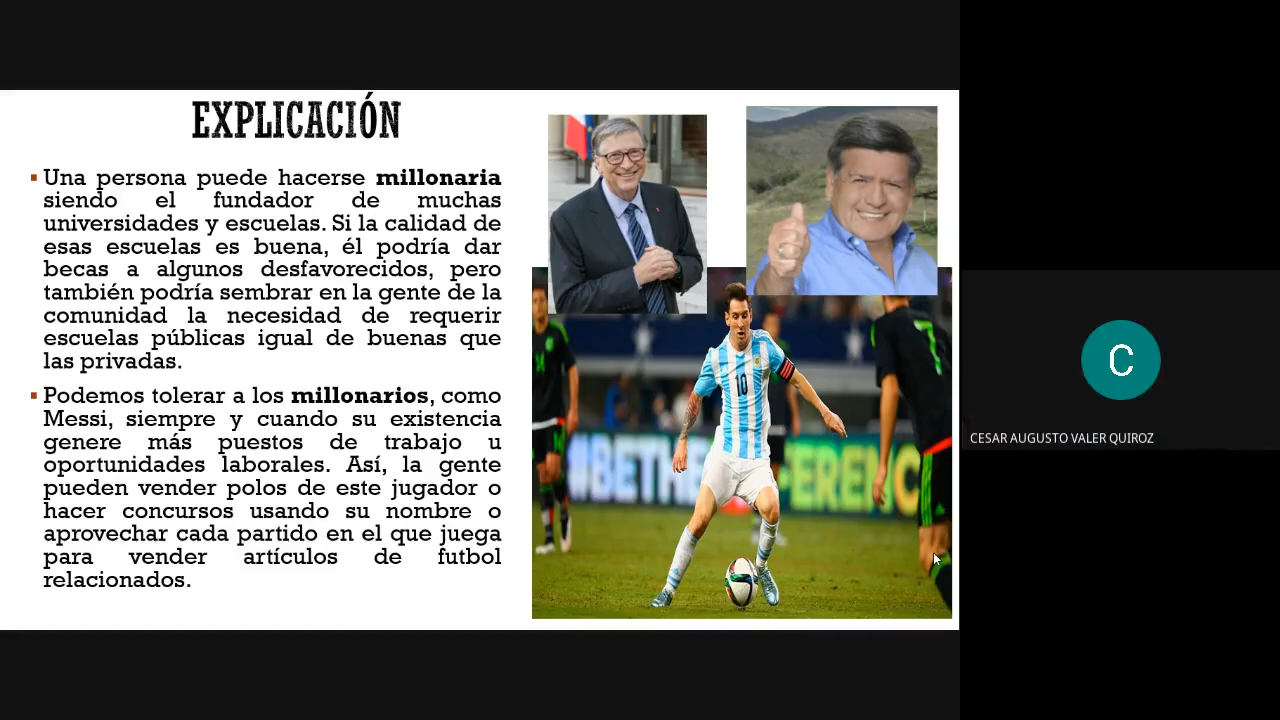 EXPLICACIÓN
▪ Una persona puede hacerse millonaria
siendo el fundador de muchas
universidades y escuelas. Si la calidad de
esas escuelas es buena, él podría dar
becas a algunos desfavorecidos, pero
también podría sembrar en la gente de la
comunidad la necesidad de requerir
escuelas públicas igual de buenas que
las privadas.
▪ Podemos tolerar a los millonarios, como
Messi, siempre y cuando su existencia
genere más puestos de trabajo u
oportunidades laborales. Así, la gente
pueden vender polos de este jugador o
hacer concursos usando su nombre o
aprovechar cada partido en el que juega
para vender artículos de futbol
relacionados.
10
7
C
CESAR AUGUSTO VALER QUIROZ